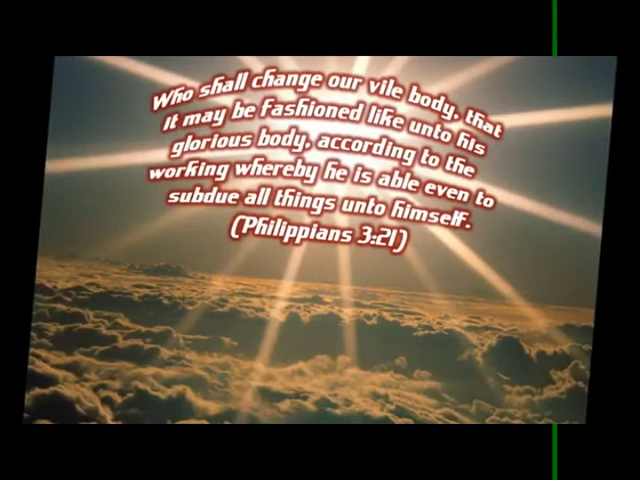 Who shall change our vile body, that
it may be fashioned like unto his
glorious body, according to the
working whereby he is able even to
subdue all things unto himself.
(Philippians 3:21)